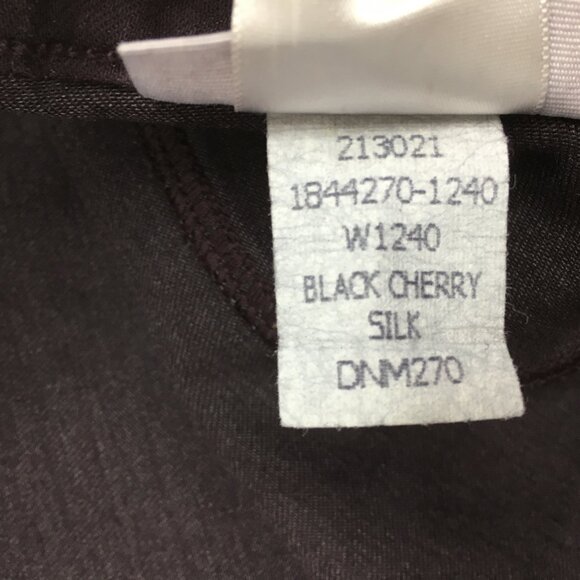 213021
1844270-1240
W1240
BLACK CHERRY
SILK
DNM270